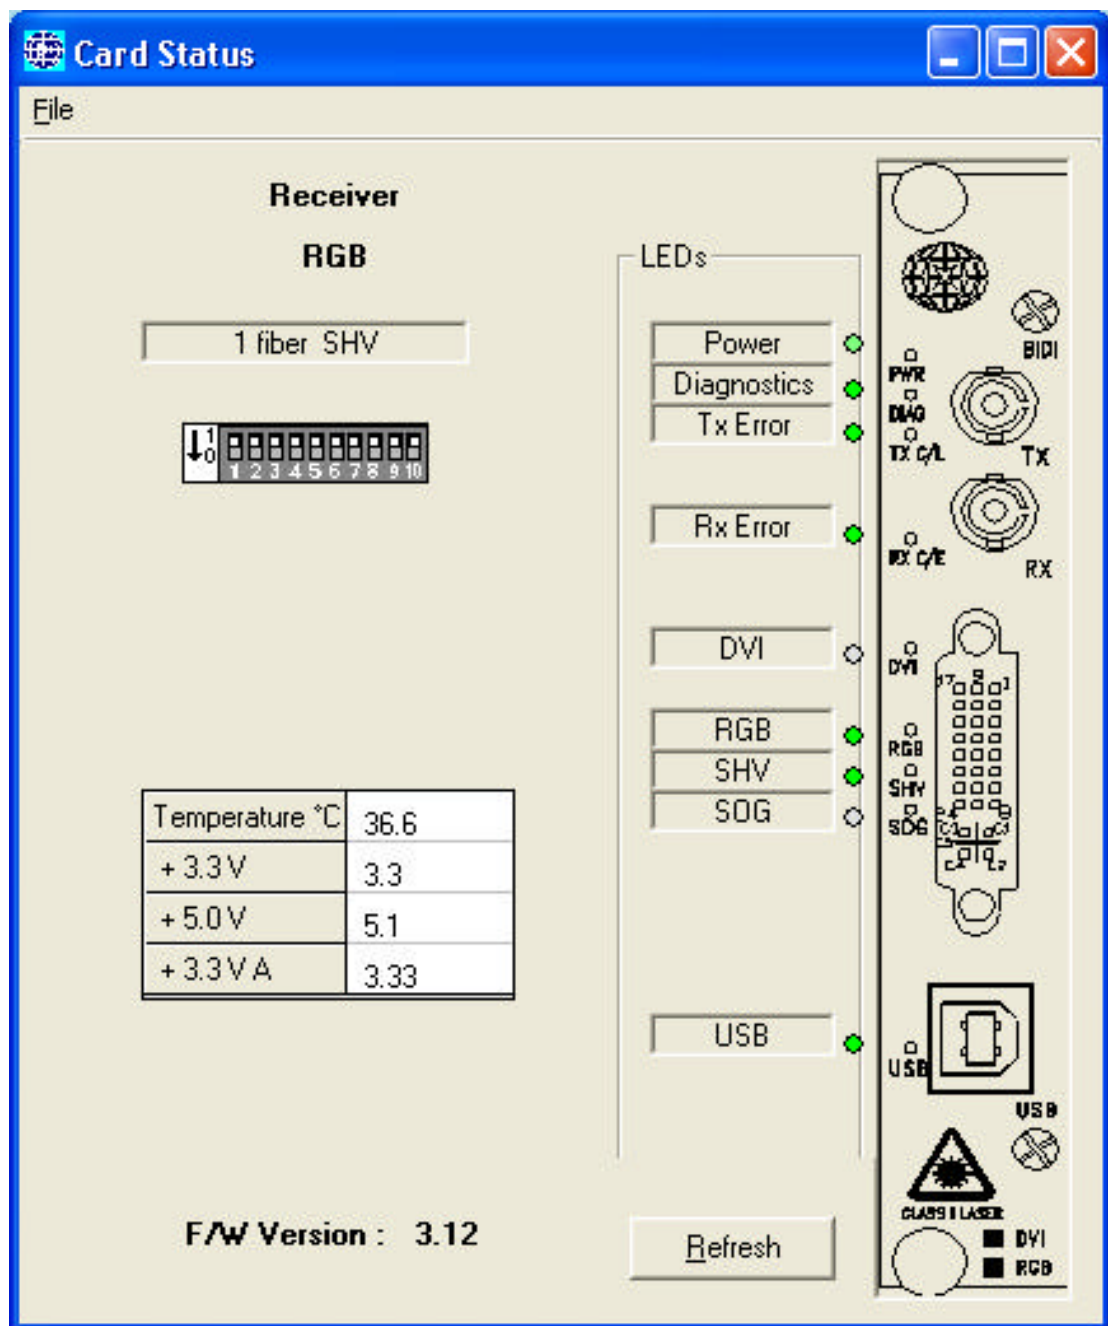 Card Status
File
Receiver
RGB
1 fiber SHV
1
0
1 2 3 4 5 6 7 8 9 10
Temperature °C 36.6
+ 3.3 V 3.3
+ 5.0 V 5.1
+ 3.3 V A 3.33
F/W Version : 3.12
LEDs
Power
Diagnostics
Tx Error
Rx Error
DVI
RGB
SHV
SOG
USB
Refresh
BIDI
PWR
DIAG
TX C/L
TX
RX C/E
RX
DVI
17 9 1
RGB
SHV
SOG
USB
USB
CLASS I LASER
DVI
RGB